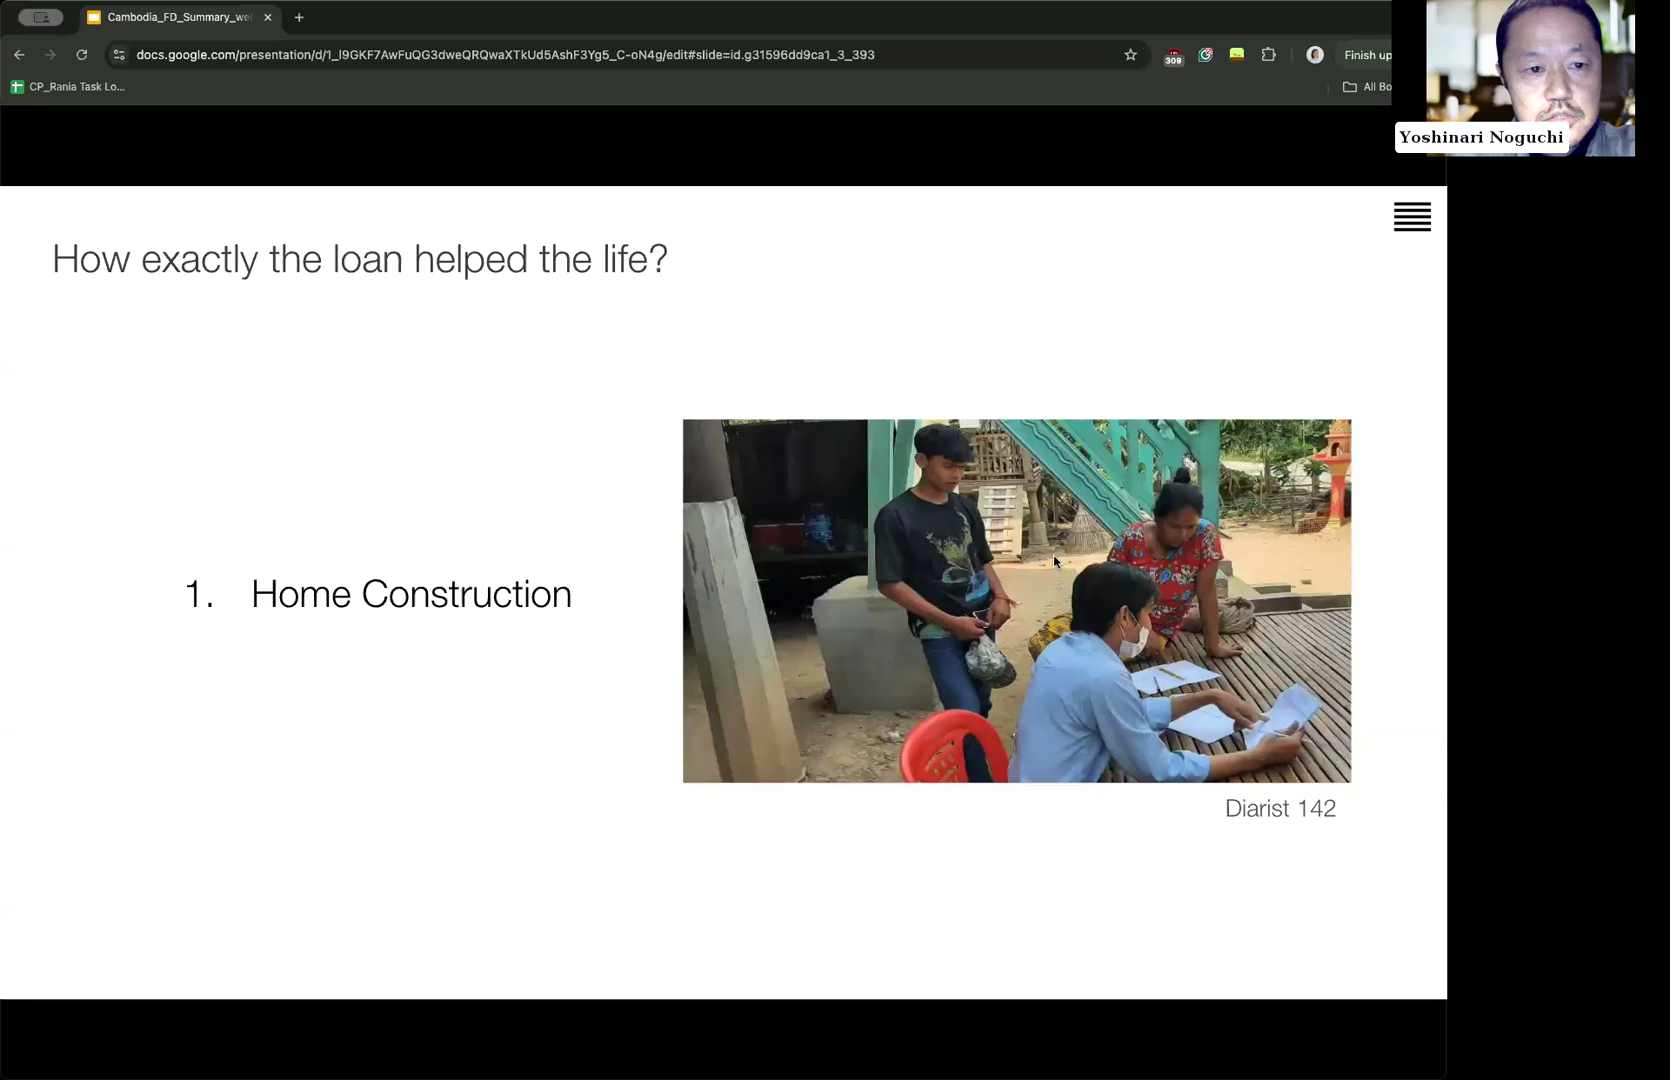 Cambodia_FD_Summary_we
docs.google.com/presentation/d/1_l9GKF7AwFuQG3dweQRQwaXTkUd5AshF3Yg5_C-oN4g/edit#slide=id.g31596dd9ca1_3_393
309
Finish up
CP_Rania Task Lo...
All Bo
Yoshinari Noguchi
How exactly the loan helped the life?
1. Home Construction
Diarist 142